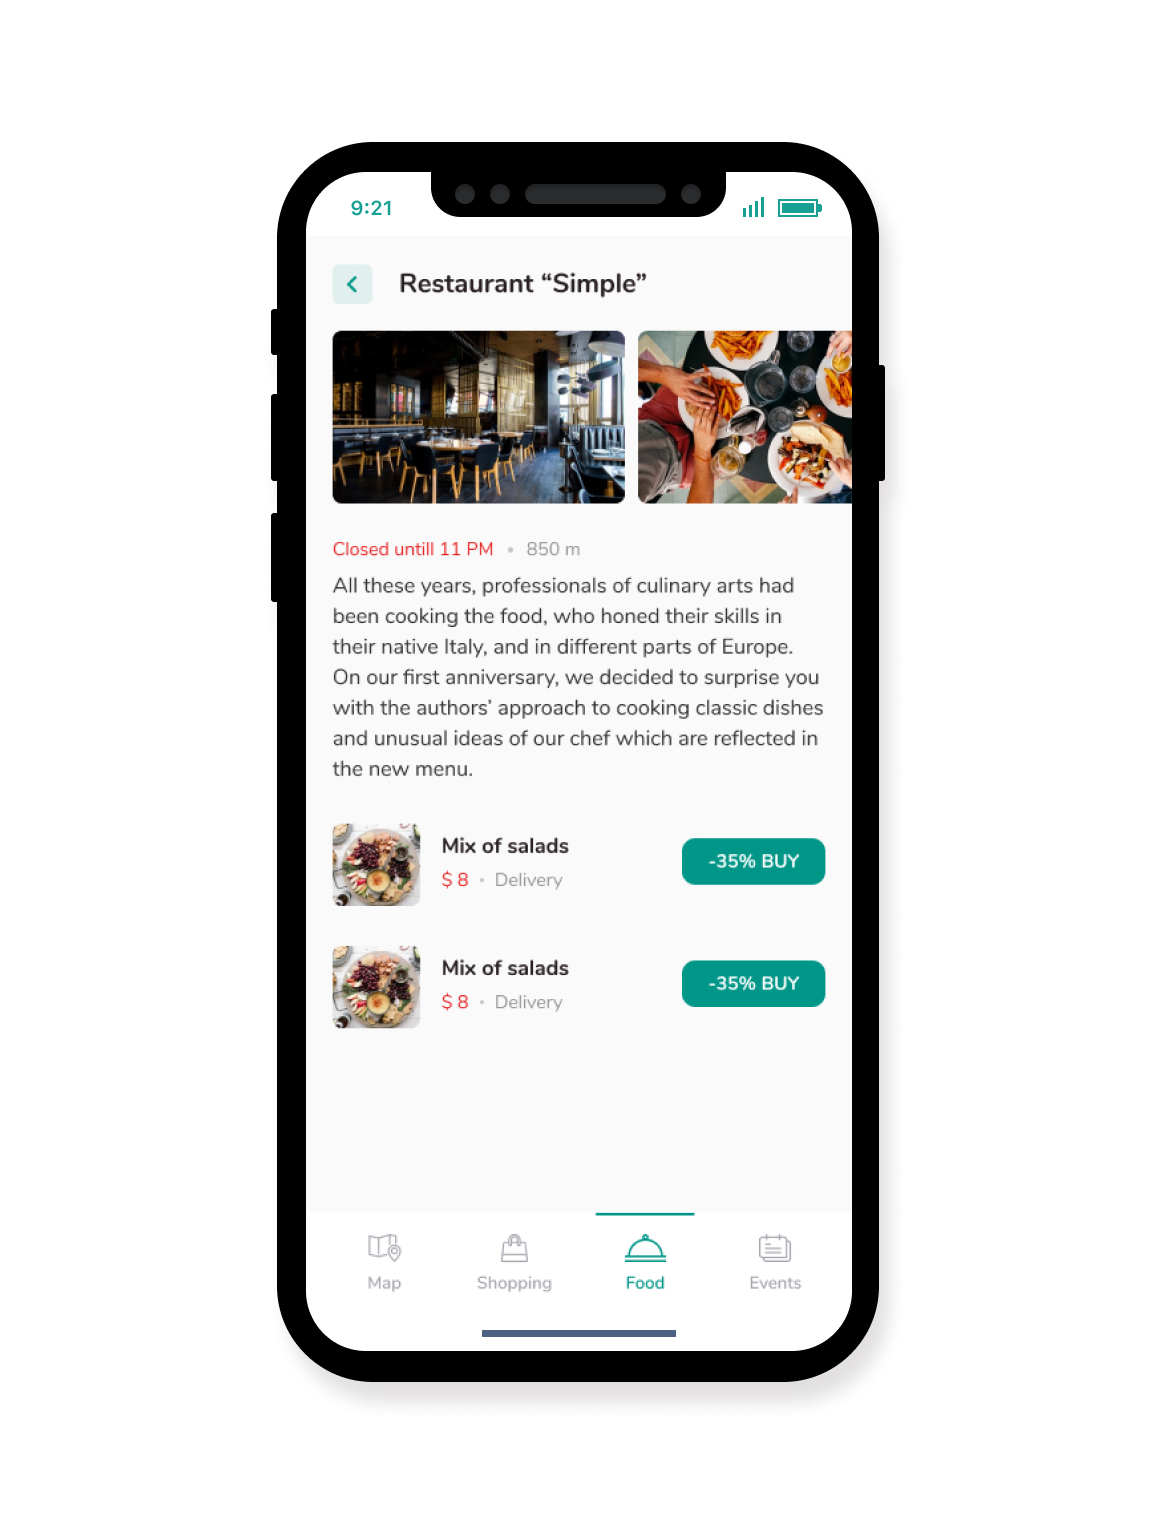 9:21
Restaurant “Simple”
Closed untill 11 PM • 850 m
All these years, professionals of culinary arts had
been cooking the food, who honed their skills in
their native Italy, and in different parts of Europe.
On our first anniversary, we decided to surprise you
with the authors’ approach to cooking classic dishes
and unusual ideas of our chef which are reflected in
the new menu.
Mix of salads
$ 8 • Delivery
-35% BUY
Mix of salads
$ 8 • Delivery
-35% BUY
Map
Shopping
Food
Events